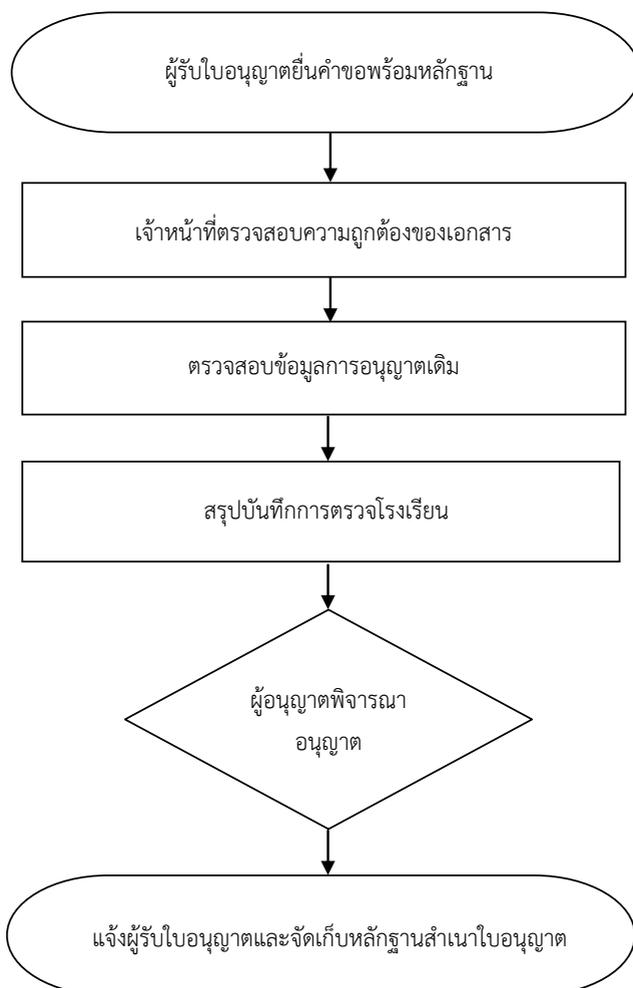 ผู้รับใบอนุญาตยื่นคำขอพร้อมหลักฐาน
เจ้าหน้าที่ตรวจสอบความถูกต้องของเอกสาร
ตรวจสอบข้อมูลการอนุญาตเดิม
สรุปบันทึกการตรวจโรงเรียน
ผู้อนุญาตพิจารณา
อนุญาต
แจ้งผู้รับใบอนุญาตและจัดเก็บหลักฐานสำเนาใบอนุญาต